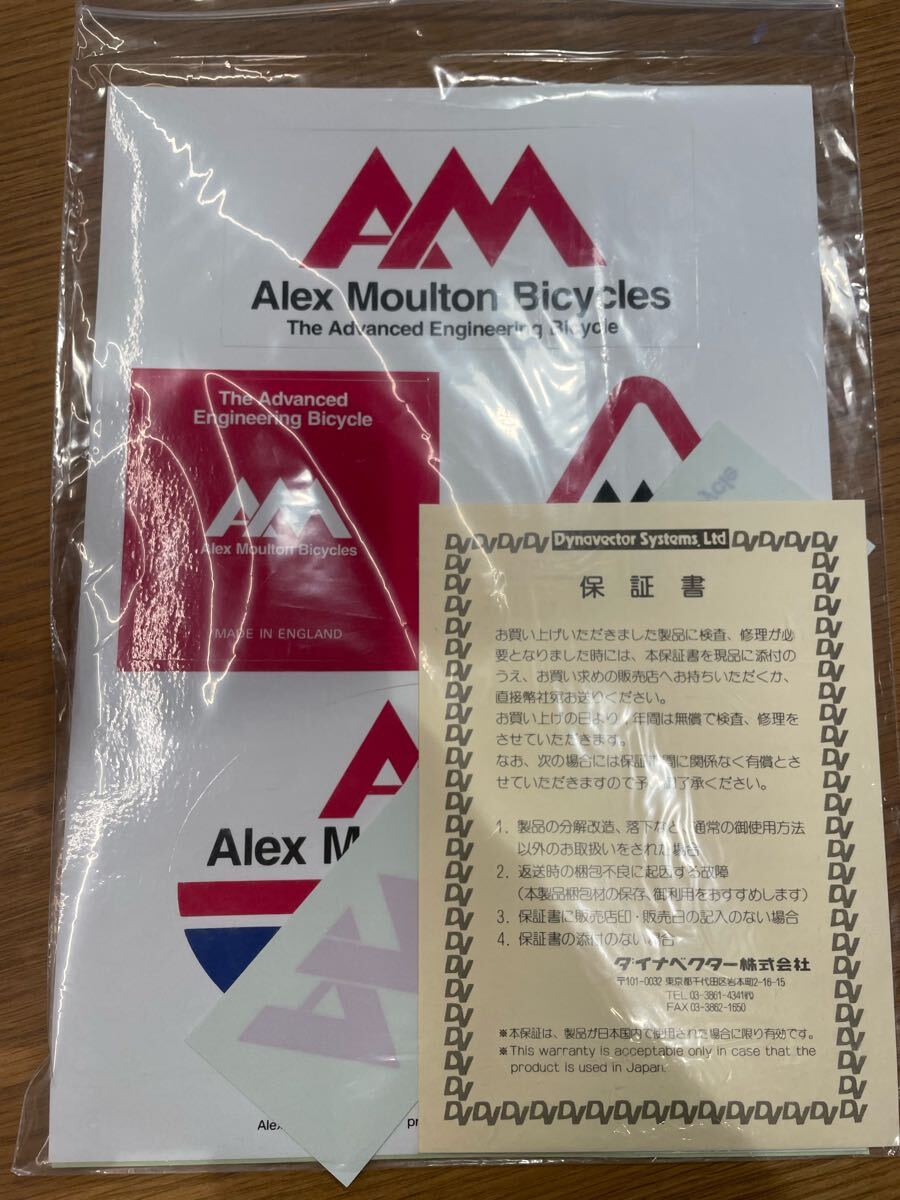 AM
Alex Moulton Bicycles
The Advanced Engineering Bicycle
The Advanced
Engineering Bicycle
AM
Alex Moulton Bicycles
MADE IN ENGLAND
Alex M
Alex
Dynavector Systems, Ltd
保証書
お買い上げいただきました製品に検査、修理が必
要となりました時には、本保証書を現品に添付の
うえ、お買い求めの販売店へお持ちいただくか、
直接幣社宛お送りください。
お買い上げの日より1年間は無償で検査、修理を
させていただきます。
なお、次の場合には保証期間に関係なく有償とさ
せていただきますので予めご了承ください。
1. 製品の分解改造、落下など、通常の御使用方法
以外のお取扱いをされた場合
2. 返送時の梱包不良に起因する故障
(本製品梱包材の保存、御利用をおすすめします)
3. 保証書に販売店印・販売日の記入のない場合
4. 保証書の添付のない場合
ダイナベクター株式会社
〒101-0032 東京都千代田区岩本町2-16-15
TEL 03-3861-4341㈹
FAX 03-3862-1650
※本保証は、製品が日本国内で使用された場合に限り有効です。
※This warranty is acceptable only in case that the
product is used in Japan.